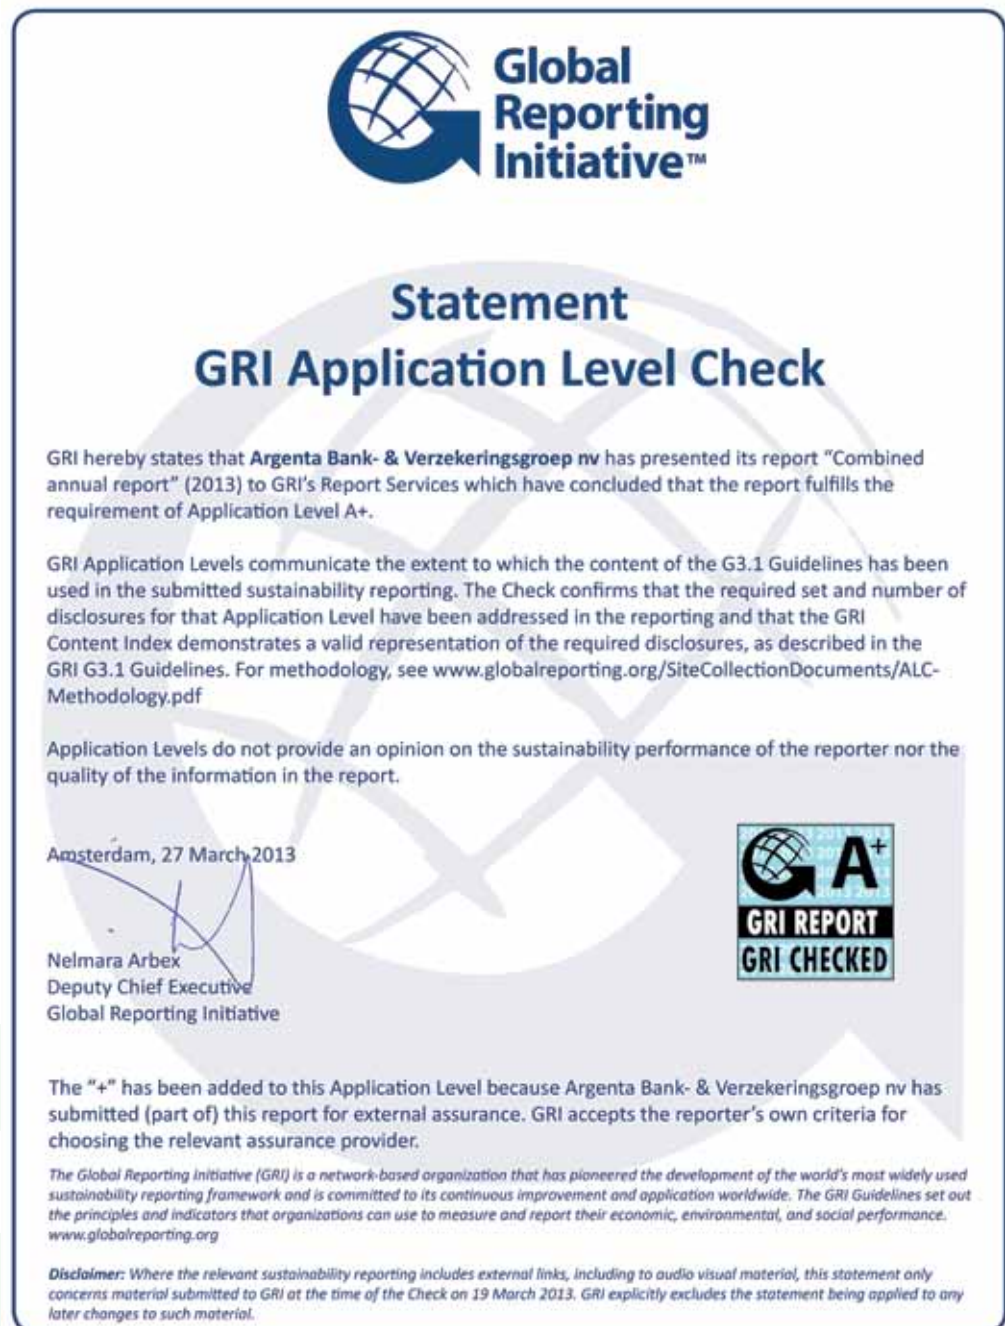 Global
Reporting
Initiative™
Statement
GRI Application Level Check
GRI hereby states that Argenta Bank- & Verzekeringsgroep nv has presented its report “Combined
annual report” (2013) to GRI’s Report Services which have concluded that the report fulfills the
requirement of Application Level A+.
GRI Application Levels communicate the extent to which the content of the G3.1 Guidelines has been
used in the submitted sustainability reporting. The Check confirms that the required set and number of
disclosures for that Application Level have been addressed in the reporting and that the GRI
Content Index demonstrates a valid representation of the required disclosures, as described in the
GRI G3.1 Guidelines. For methodology, see www.globalreporting.org/SiteCollectionDocuments/ALC-
Methodology.pdf
Application Levels do not provide an opinion on the sustainability performance of the reporter nor the
quality of the information in the report.
Amsterdam, 27 March 2013
A+
GRI REPORT
GRI CHECKED
Nelmara Arbex
Deputy Chief Executive
Global Reporting Initiative
The “+” has been added to this Application Level because Argenta Bank- & Verzekeringsgroep nv has
submitted (part of) this report for external assurance. GRI accepts the reporter’s own criteria for
choosing the relevant assurance provider.
The Global Reporting Initiative (GRI) is a network-based organization that has pioneered the development of the world’s most widely used
sustainability reporting framework and is committed to its continuous improvement and application worldwide. The GRI Guidelines set out
the principles and indicators that organizations can use to measure and report their economic, environmental, and social performance.
www.globalreporting.org
Disclaimer: Where the relevant sustainability reporting includes external links, including to audio visual material, this statement only
concerns material submitted to GRI at the time of the Check on 19 March 2013. GRI explicitly excludes the statement being applied to any
later changes to such material.